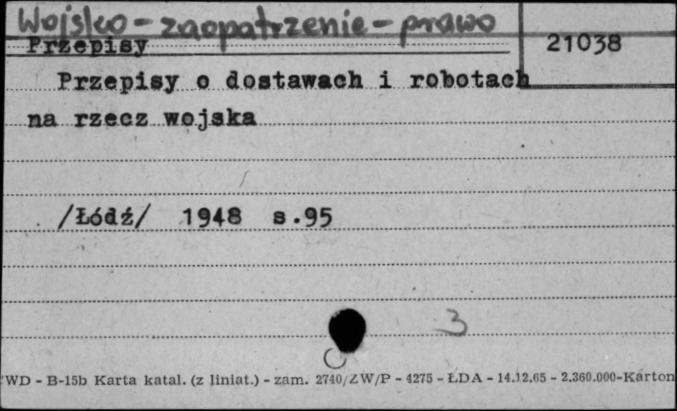 Wojsko - zaopatrzenie - prawo
Przepisy
21038
Przepisy o dostawach i robotach
na rzecz wojska
/Łódź/ 1948 s.95
3
WD - B-15b Karta katal. (z liniat.) - zam. 2740/ZW/P - 4275 - ŁDA - 14.12.65 - 2.360.000-Karton